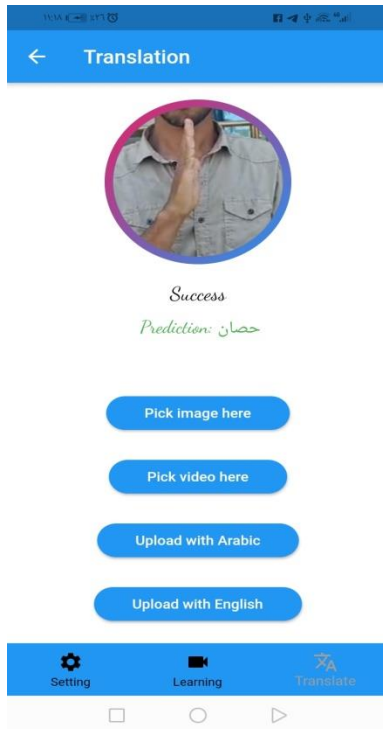 Translation
Success
Prediction: حصان
Pick image here
Pick video here
Upload with Arabic
Upload with English
Setting
Learning
Translate